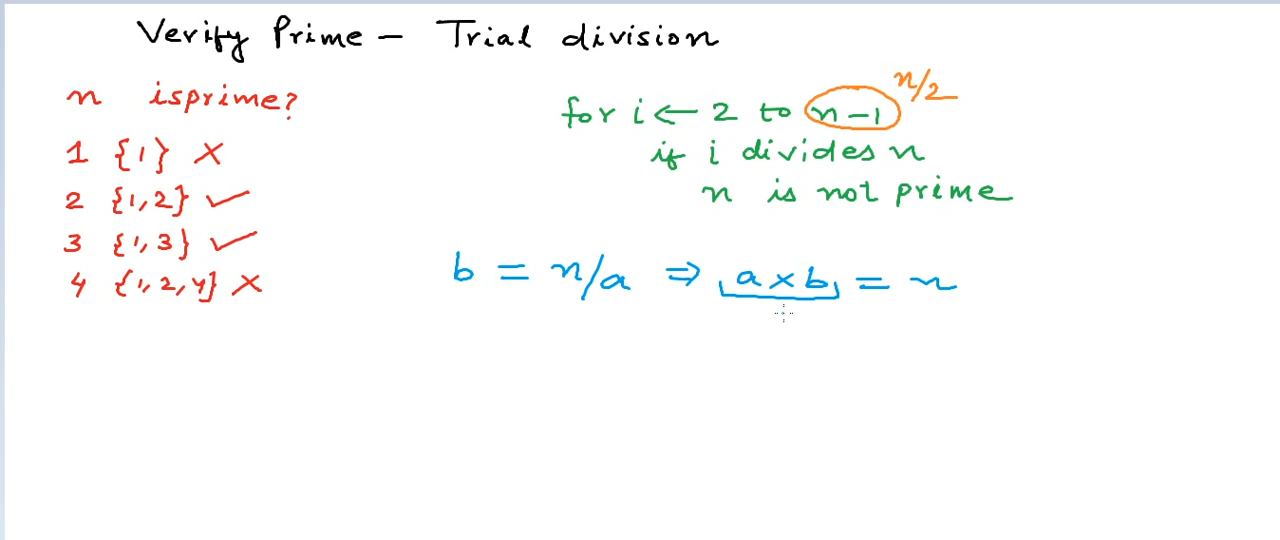 Verify Prime - Trial division
n isprime?
1 {1} X
2 {1,2} ✓
3 {1,3} ✓
4 {1,2,4} X
n/2
for i ← 2 to n-1
if i divides n
n is not prime
b = n/a ⇒ a x b = n